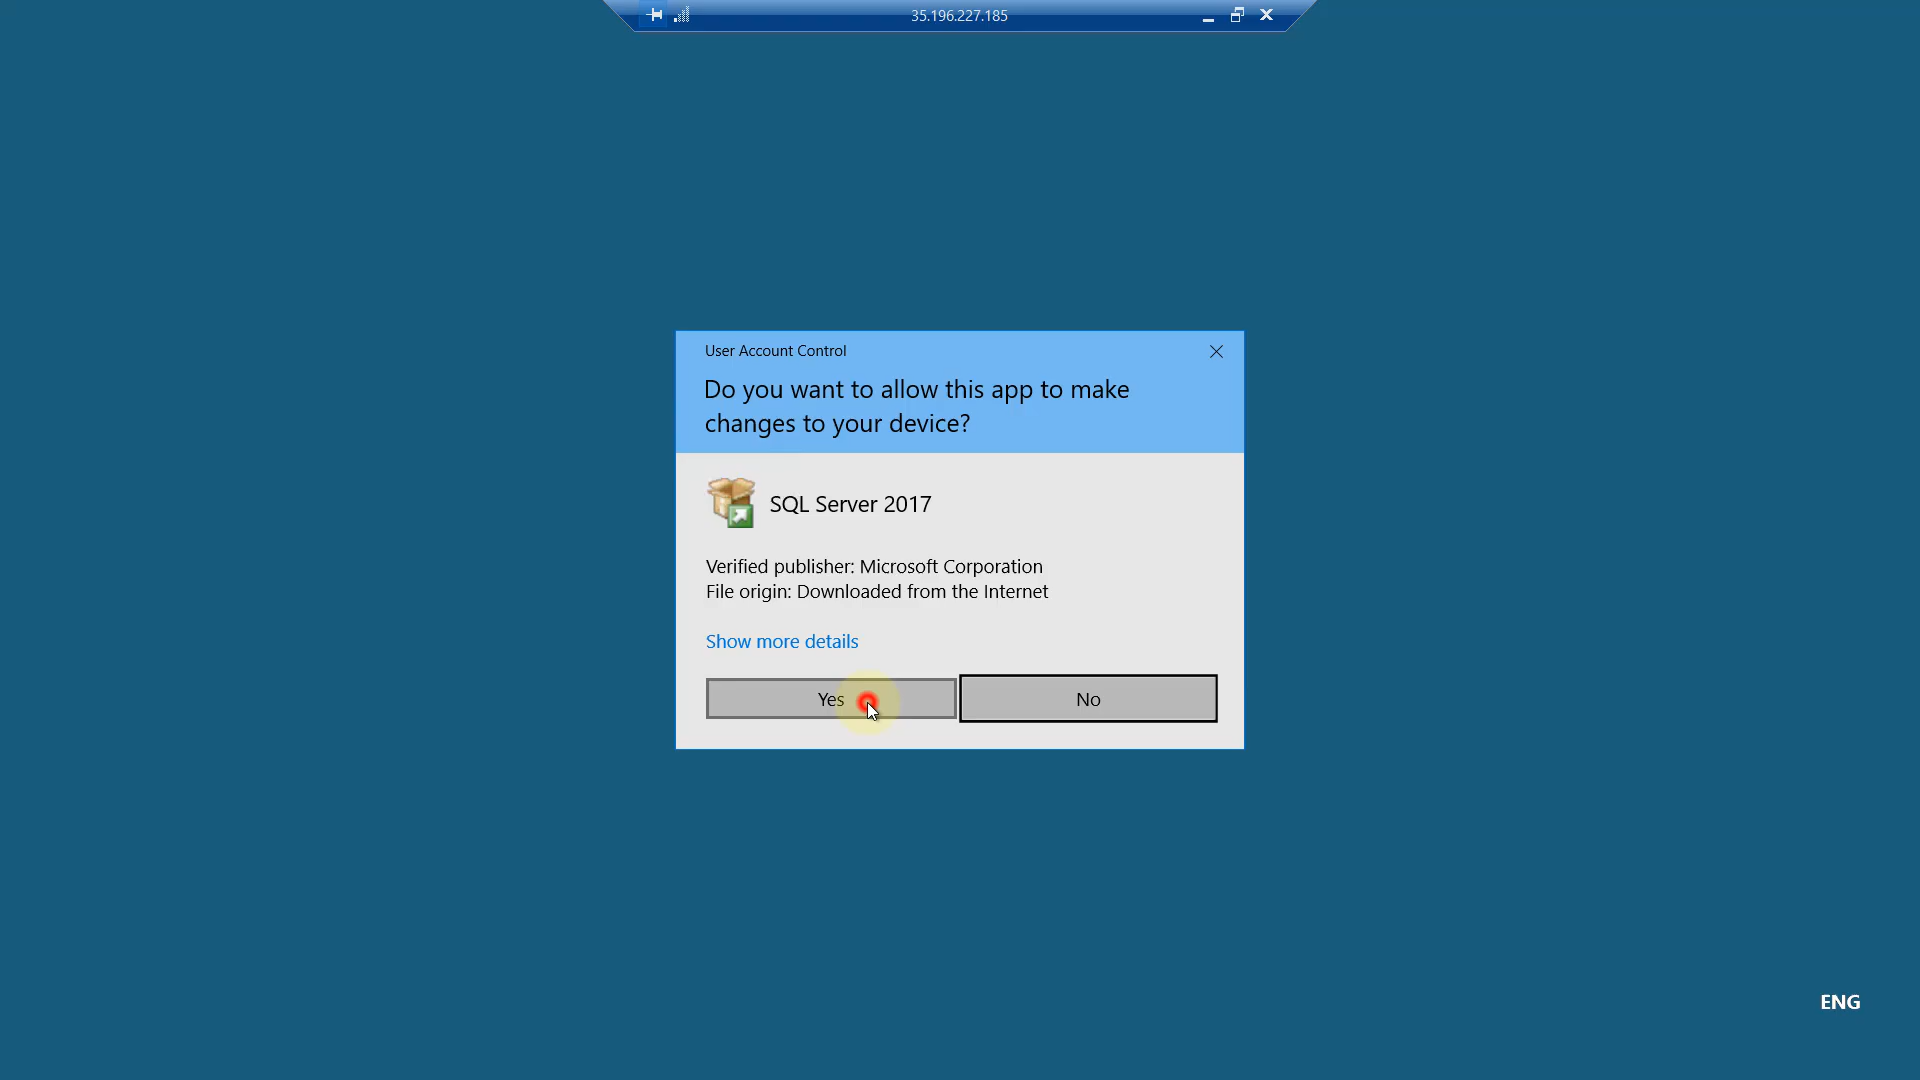 35.196.227.185
User Account Control
Do you want to allow this app to make
changes to your device?
SQL Server 2017
Verified publisher: Microsoft Corporation
File origin: Downloaded from the Internet
Show more details
Yes
No
ENG